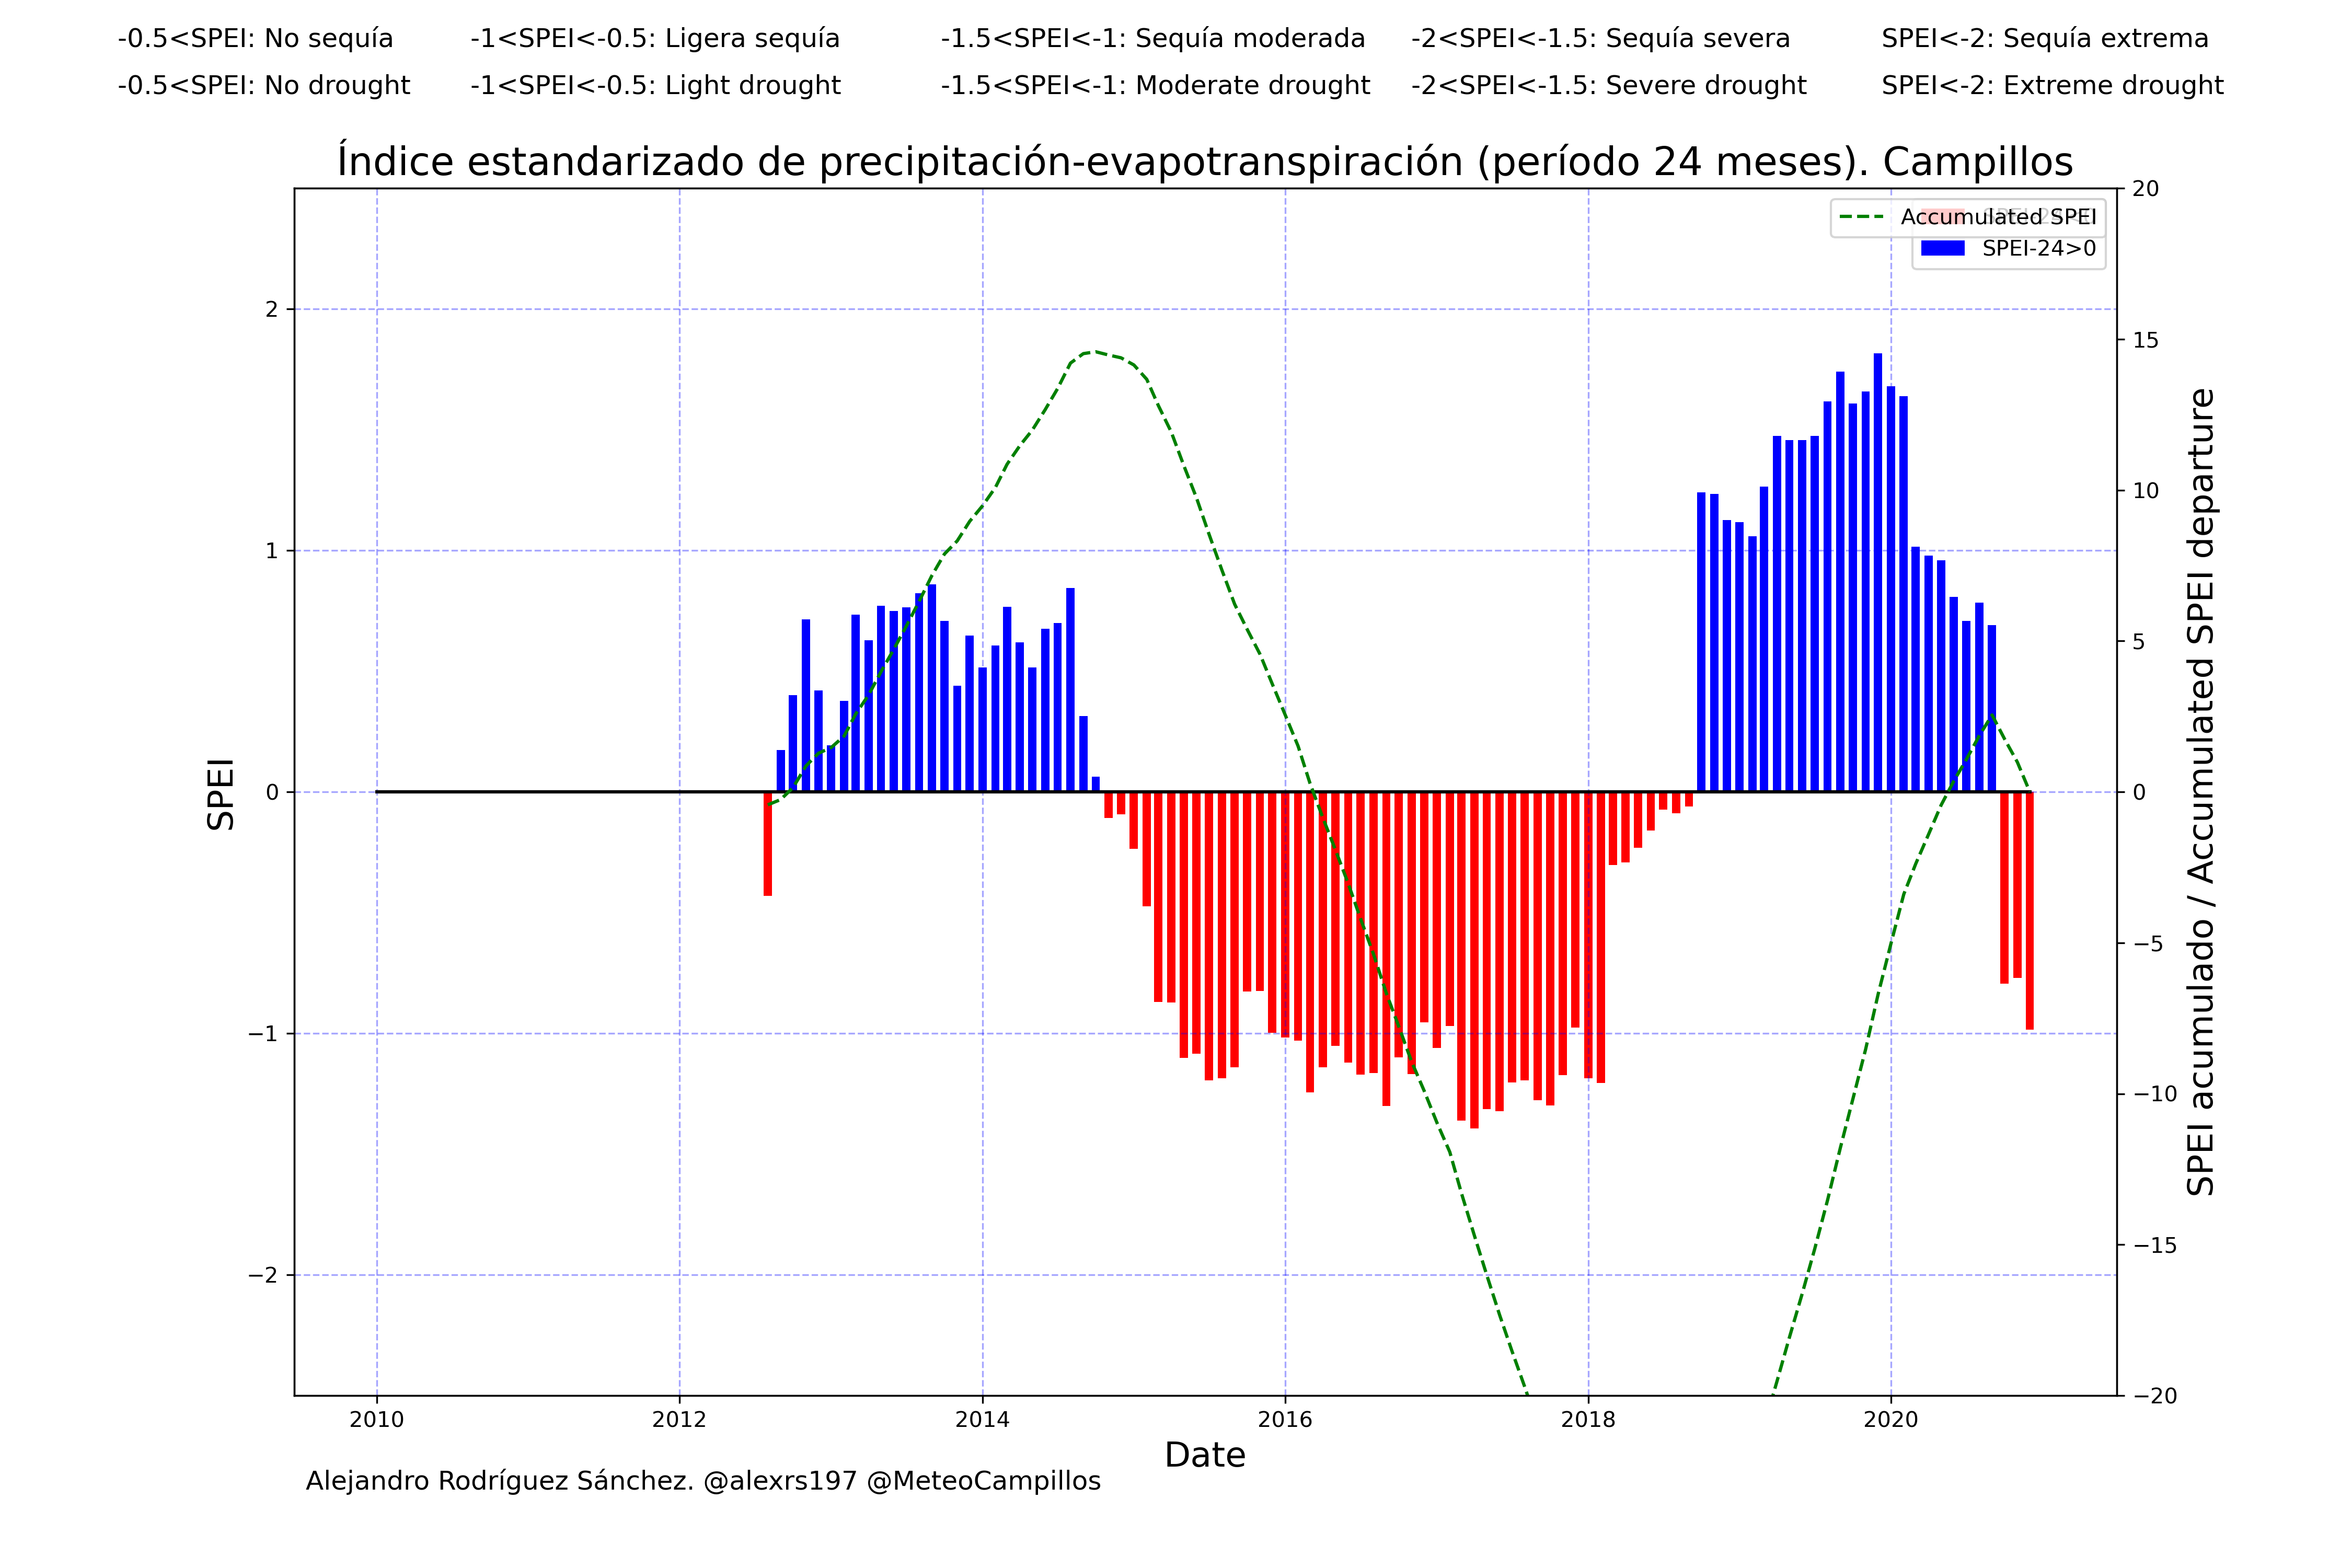 -0.5<SPEI: No sequía -1<SPEI<-0.5: Ligera sequía -1.5<SPEI<-1: Sequía moderada -2<SPEI<-1.5: Sequía severa SPEI<-2: Sequía extrema
-0.5<SPEI: No drought -1<SPEI<-0.5: Light drought -1.5<SPEI<-1: Moderate drought -2<SPEI<-1.5: Severe drought SPEI<-2: Extreme drought
Índice estandarizado de precipitación-evapotranspiración (período 24 meses). Campillos
Accumulated SPEI
SPEI-24>0
SPEI
2
1
0
−1
−2
20
15
10
5
0
−5
−10
−15
−20
SPEI acumulado / Accumulated SPEI departure
2010 2012 2014 2016 2018 2020
Date
Alejandro Rodríguez Sánchez. @alexrs197 @MeteoCampillos